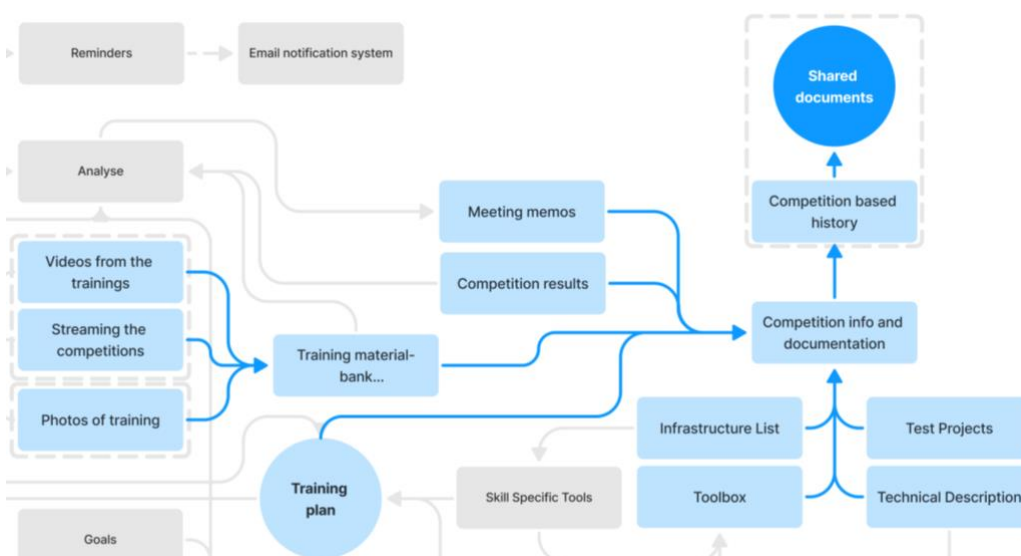 Reminders
Email notification system
Shared
documents
Analyse
Meeting memos
Competition based
history
Videos from the
trainings
Competition results
Streaming the
competitions
Training material-
bank...
Competition info and
documentation
Photos of training
Infrastructure List
Test Projects
Training
plan
Skill Specific Tools
Toolbox
Technical Description
Goals